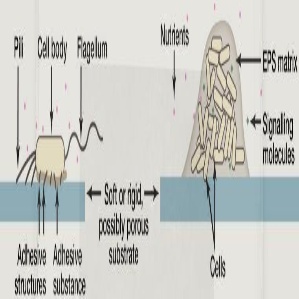 Pili
Cell body
Flagellum
Nutrients
EPS matrix
Signalling
molecules
Soft or rigid,
possibly porous
substrate
Adhesive
structures
Adhesive
substance
Cells